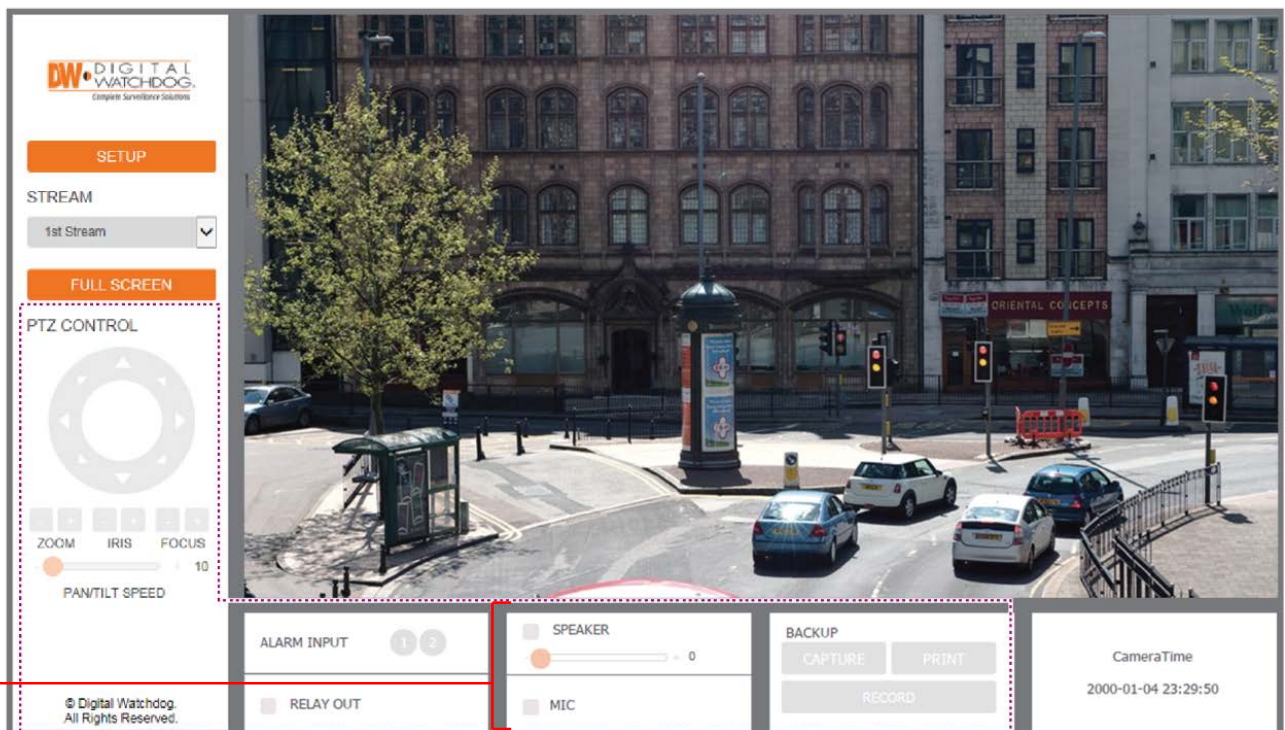 DW DIGITAL
WATCHDOG®
Complete Surveillance Solutions
SETUP
STREAM
1st Stream
FULL SCREEN
PTZ CONTROL
- + - + - +
ZOOM IRIS FOCUS
- + 10
PAN/TILT SPEED
© Digital Watchdog.
All Rights Reserved.
ORIENTAL CONCEPTS
ALARM INPUT 1 2
RELAY OUT
SPEAKER
- + 0
MIC
BACKUP
CAPTURE PRINT
RECORD
CameraTime
2000-01-04 23:29:50